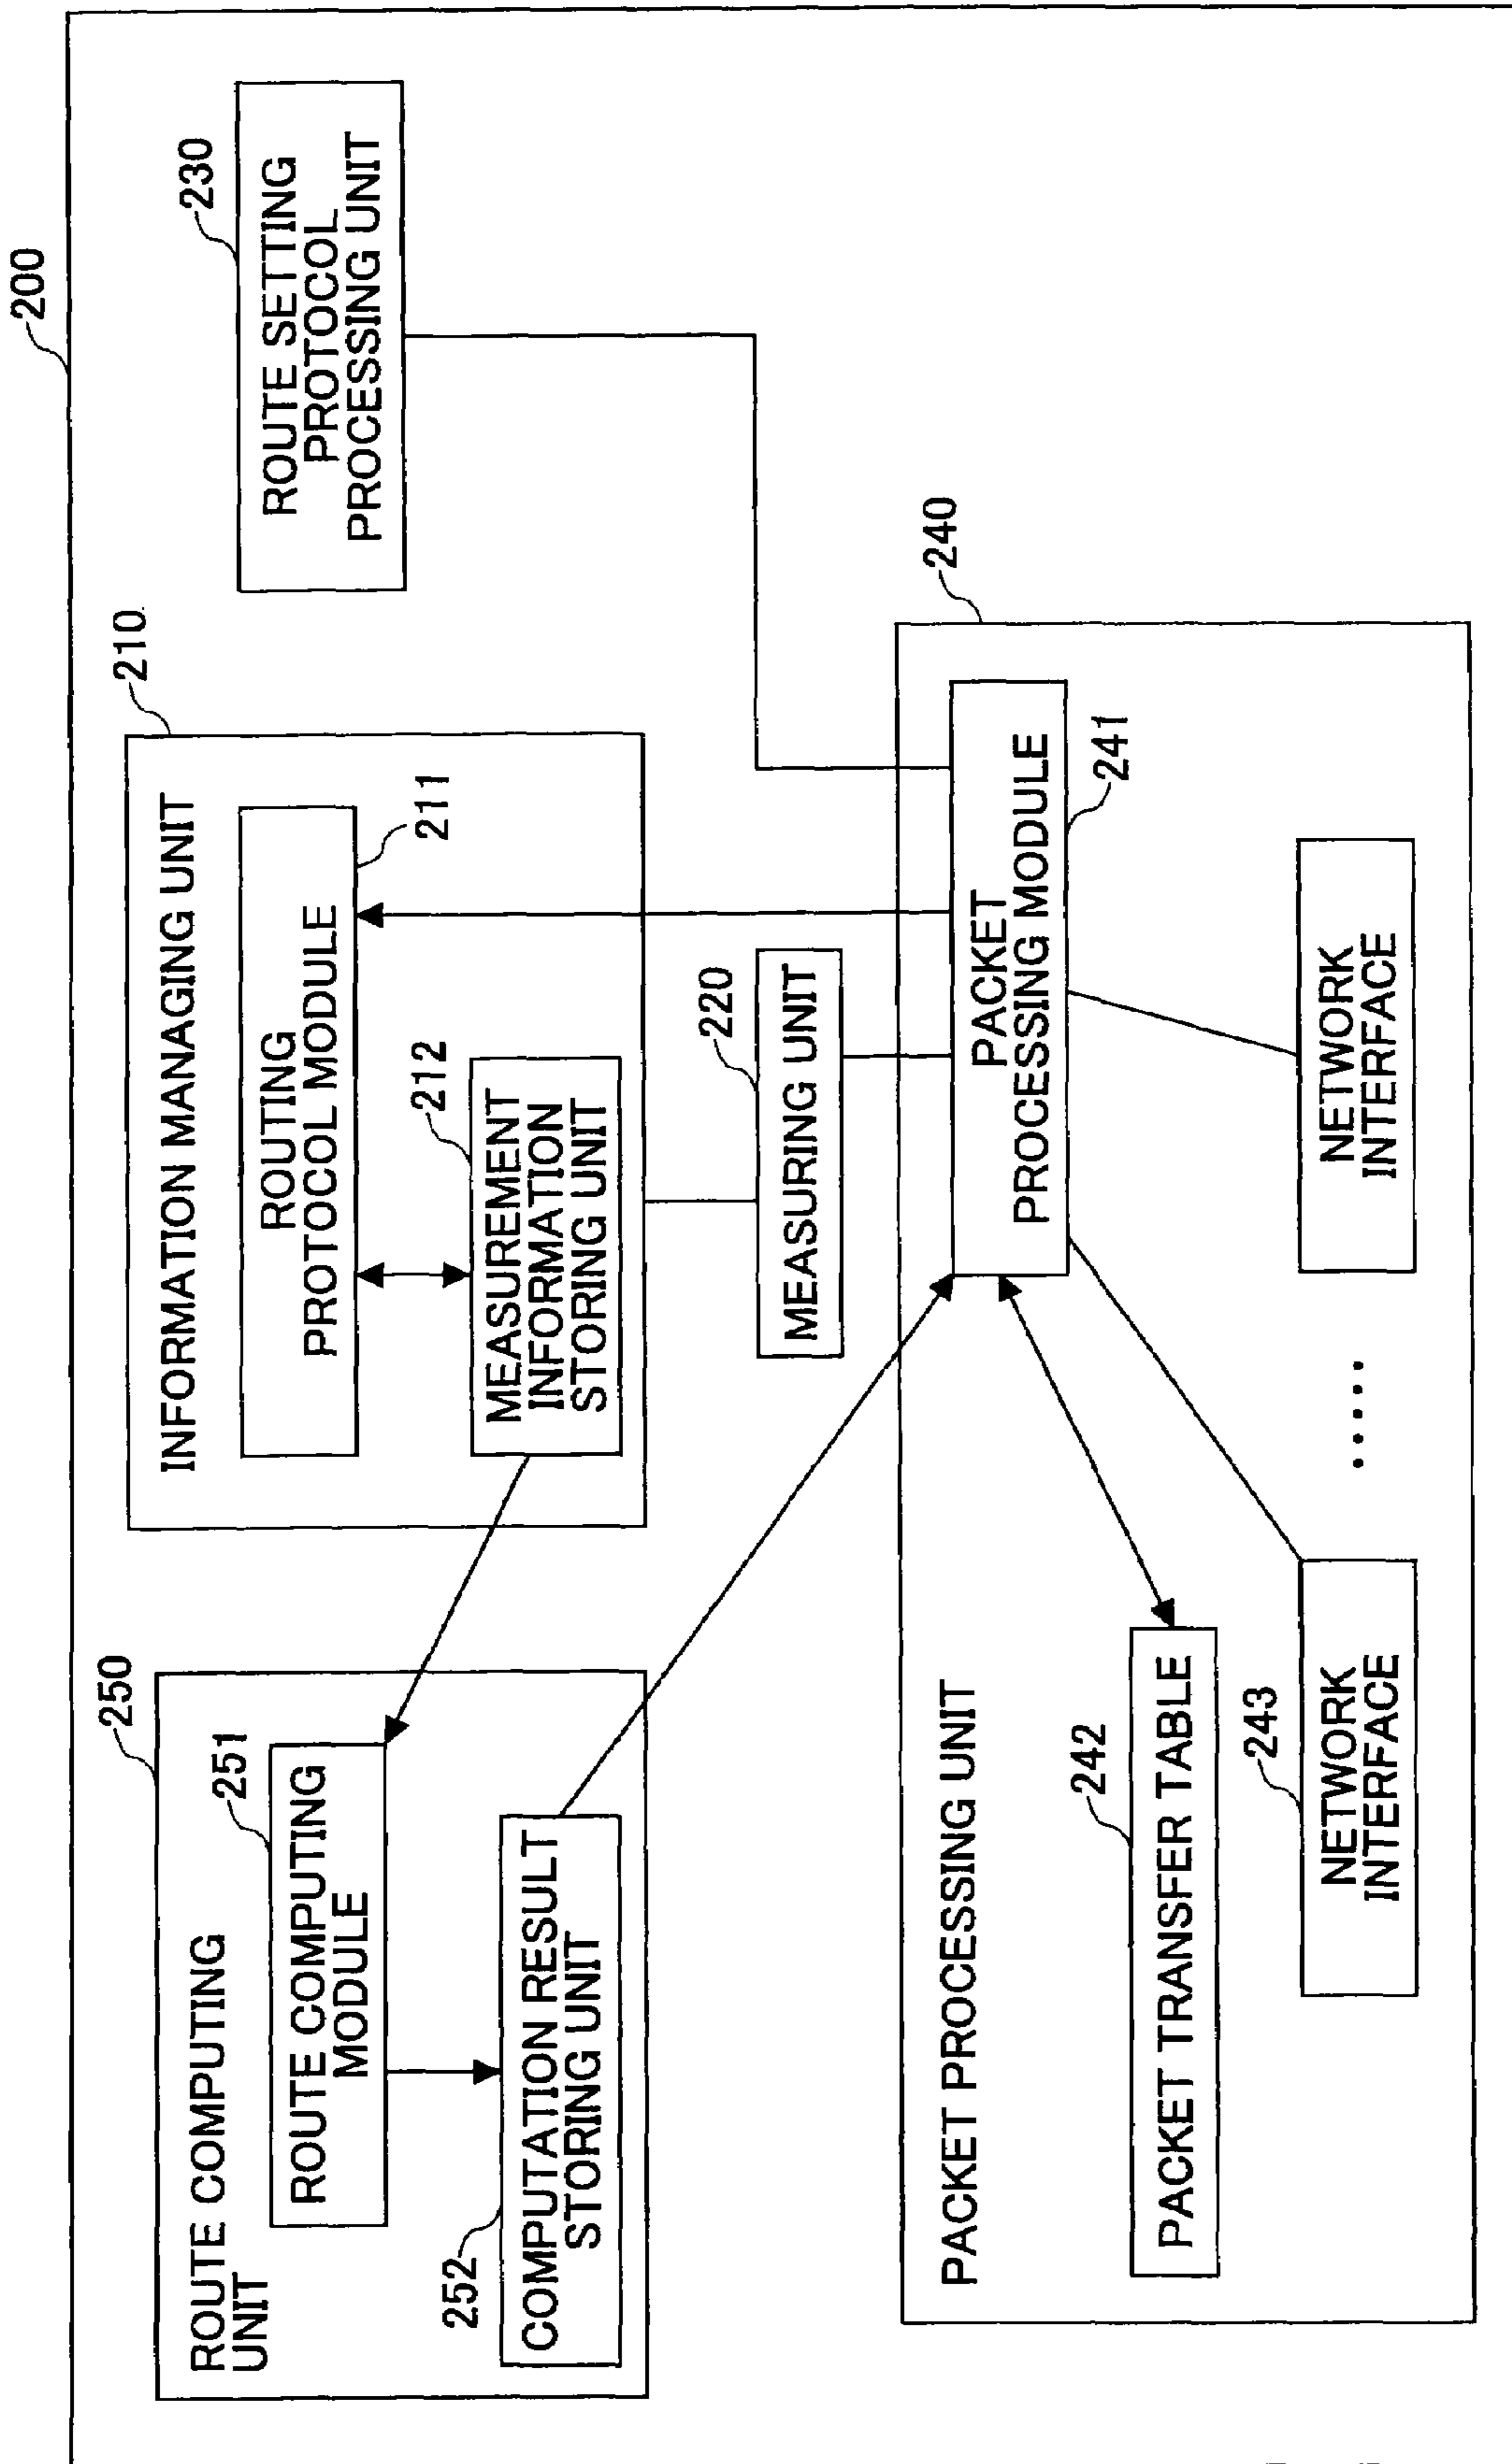 200
250
ROUTE COMPUTING
UNIT
251
ROUTE COMPUTING
MODULE
252
COMPUTATION RESULT
STORING UNIT
210
INFORMATION MANAGING UNIT
ROUTING
PROTOCOL MODULE
211
212
MEASUREMENT
INFORMATION
STORING UNIT
230
ROUTE SETTING
PROTOCOL
PROCESSING UNIT
220
MEASURING UNIT
240
PACKET PROCESSING UNIT
PACKET
PROCESSING MODULE
241
242
PACKET TRANSFER TABLE
243
NETWORK
INTERFACE
.....
NETWORK
INTERFACE